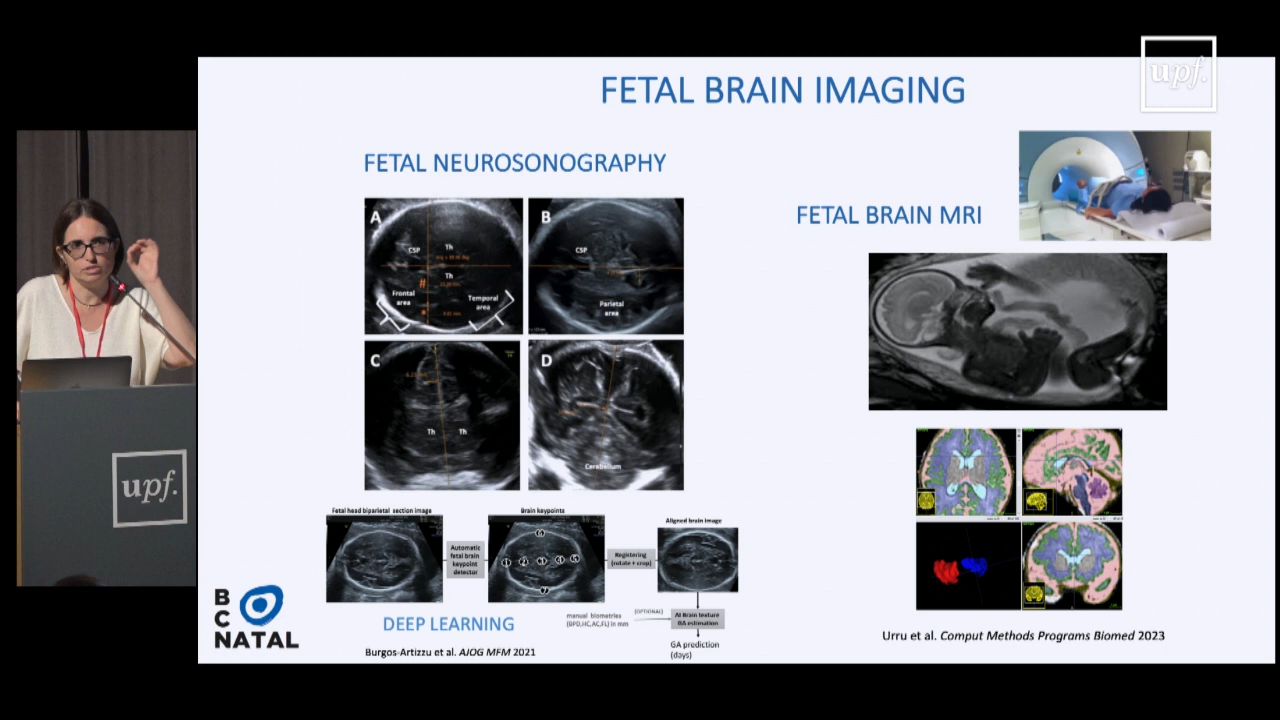 upf.
FETAL BRAIN IMAGING
FETAL NEUROSONOGRAPHY
FETAL BRAIN MRI
A
CSP
Th
Th
#
Frontal
area
Temporal
area
*
B
CSP
Parietal
area
C
Th Th
D
Cerebellum
Fetal head biparietal section image
Brain keypoints
Aligned brain image
Automatic
fetal brain
keypoint
detector
Registering
(rotate + crop)
manual biometries
(BPD,HC,AC,FL) in mm
(OPTIONAL)
AI Brain texture
GA estimation
GA prediction
(days)
DEEP LEARNING
Burgos-Artizzu et al. AJOG MFM 2021
Urru et al. Comput Methods Programs Biomed 2023
B
C
NATAL
upf.